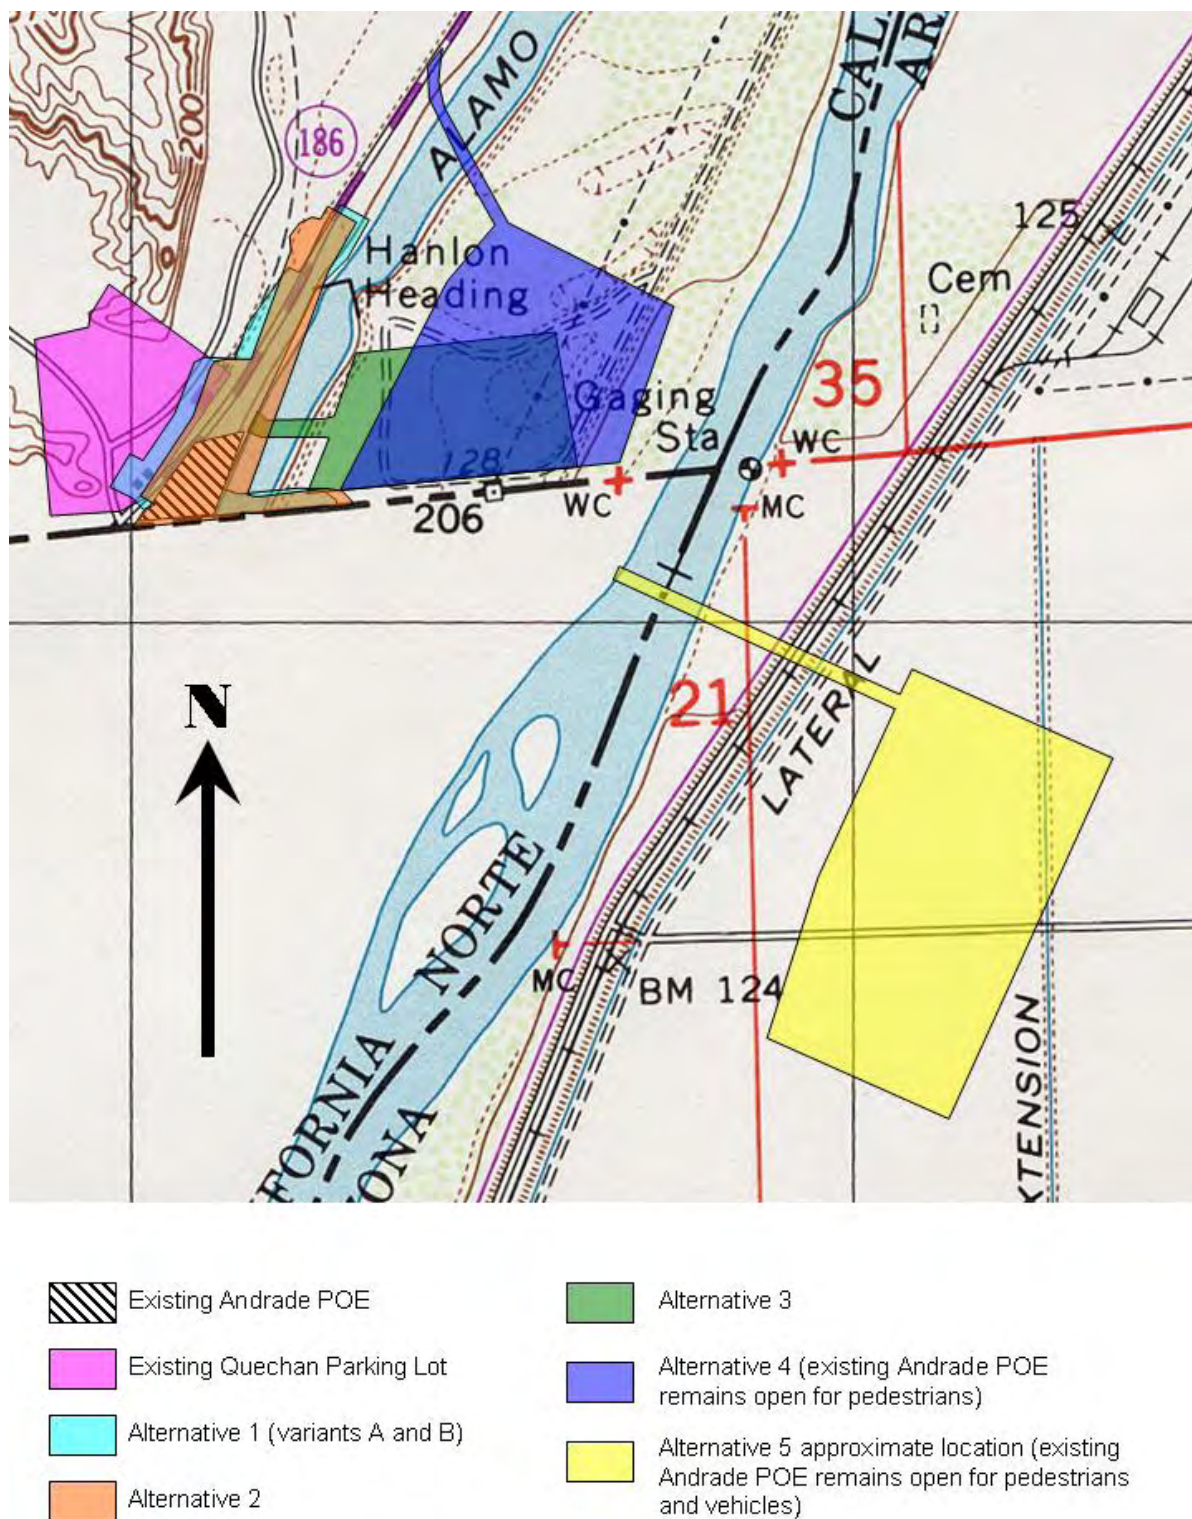 CAL
AR
ALAMO
200
186
125
Hanlon
Heading
Cem
35
Gaging
Sta
WC
128
WC
206
MC
N
21
LATERAL
NORTE
MC
BM 124
FORNIA
ONA
XTENSION
Existing Andrade POE
Existing Quechan Parking Lot
Alternative 1 (variants A and B)
Alternative 2
Alternative 3
Alternative 4 (existing Andrade POE
remains open for pedestrians)
Alternative 5 approximate location (existing
Andrade POE remains open for pedestrians
and vehicles)